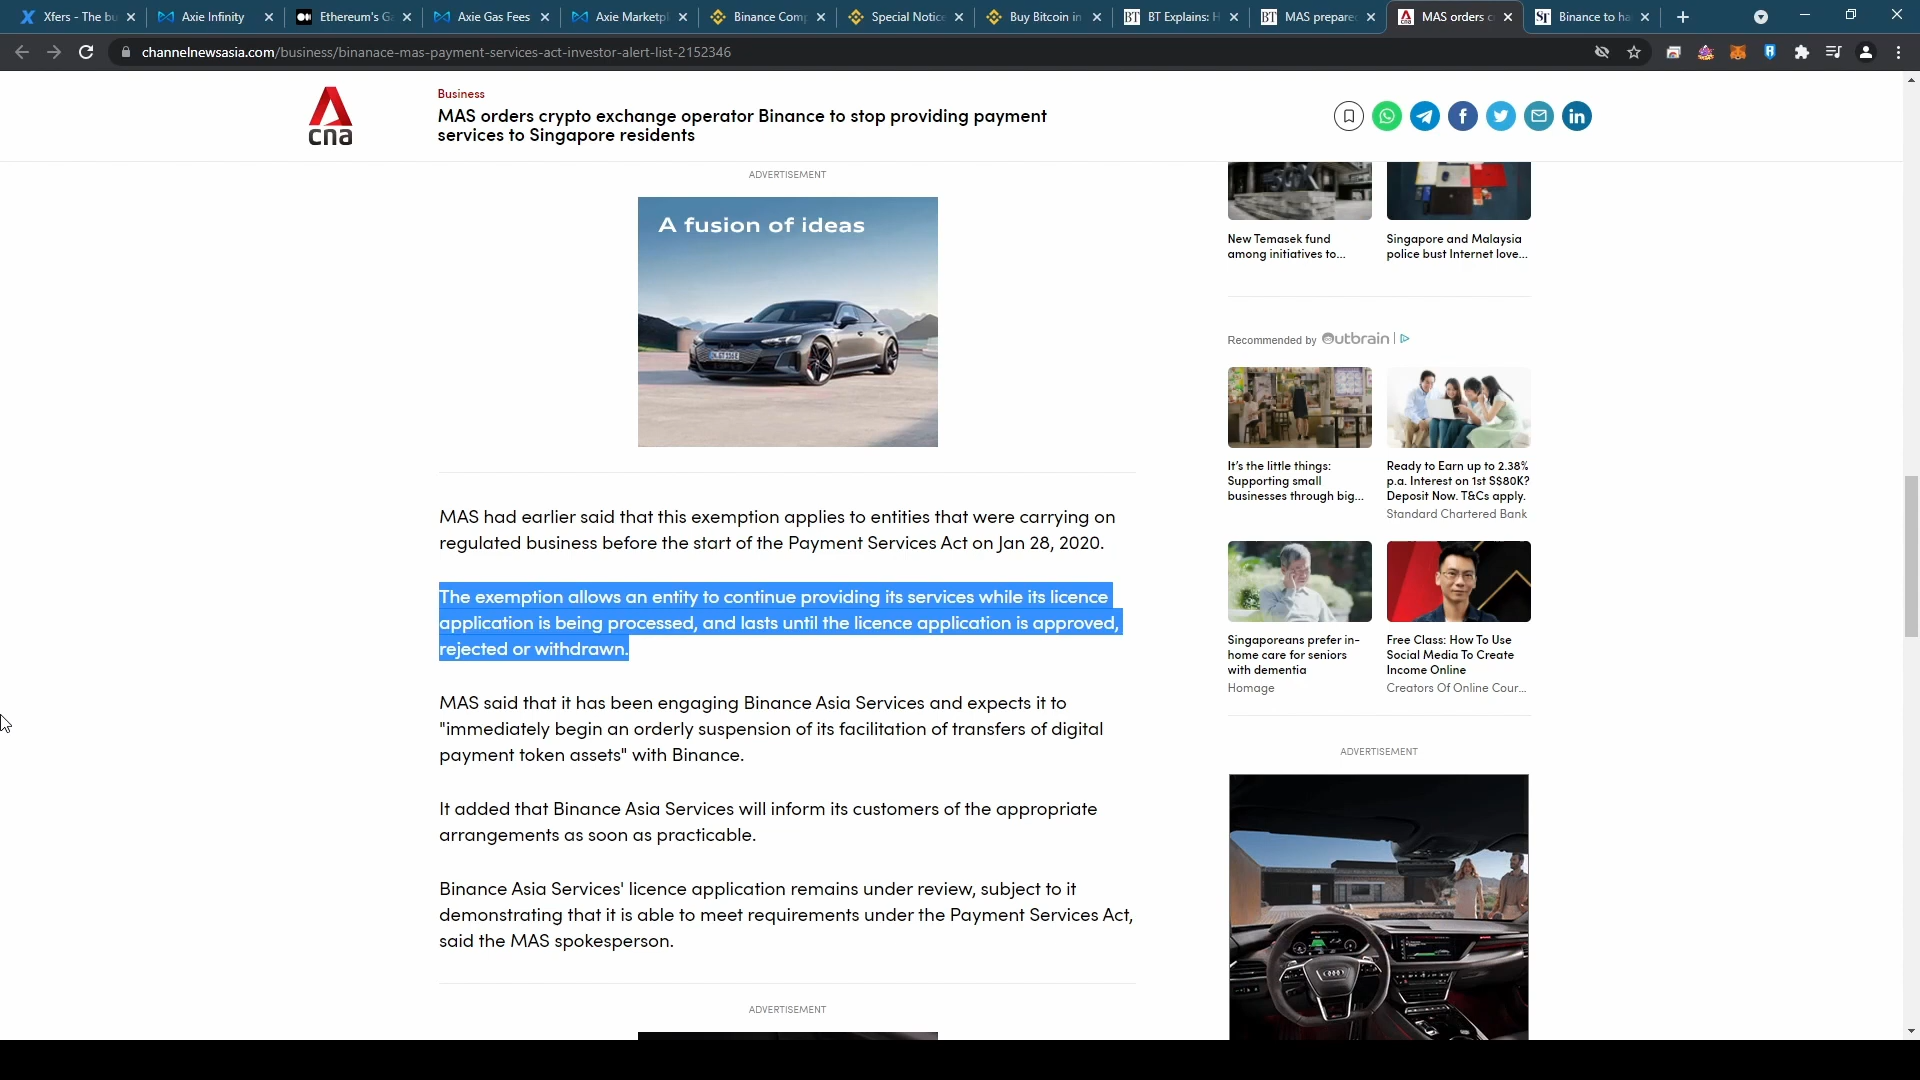 Xfers - The bu
Axie Infinity
Ethereum's G
Axie Gas Fees
Axie Marketpl
Binance Comp
Special Notice
Buy Bitcoin in
BT
BT Explains: H
BT
MAS prepare
MAS orders c
ST
Binance to ha
channelnewsasia.com/business/binanace-mas-payment-services-act-investor-alert-list-2152346
cna
Business
MAS orders crypto exchange operator Binance to stop providing payment
services to Singapore residents
ADVERTISEMENT
A fusion of ideas
MAS had earlier said that this exemption applies to entities that were carrying on
regulated business before the start of the Payment Services Act on Jan 28, 2020.
The exemption allows an entity to continue providing its services while its licence
application is being processed, and lasts until the licence application is approved,
rejected or withdrawn.
MAS said that it has been engaging Binance Asia Services and expects it to
"immediately begin an orderly suspension of its facilitation of transfers of digital
payment token assets" with Binance.
It added that Binance Asia Services will inform its customers of the appropriate
arrangements as soon as practicable.
Binance Asia Services' licence application remains under review, subject to it
demonstrating that it is able to meet requirements under the Payment Services Act,
said the MAS spokesperson.
ADVERTISEMENT
New Temasek fund
among initiatives to...
Singapore and Malaysia
police bust Internet love...
Recommended by Outbrain
It's the little things:
Supporting small
businesses through big...
Ready to Earn up to 2.38%
p.a. Interest on 1st S$80K?
Deposit Now. T&Cs apply.
Standard Chartered Bank
Singaporeans prefer in-
home care for seniors
with dementia
Homage
Free Class: How To Use
Social Media To Create
Income Online
Creators Of Online Cour...
ADVERTISEMENT